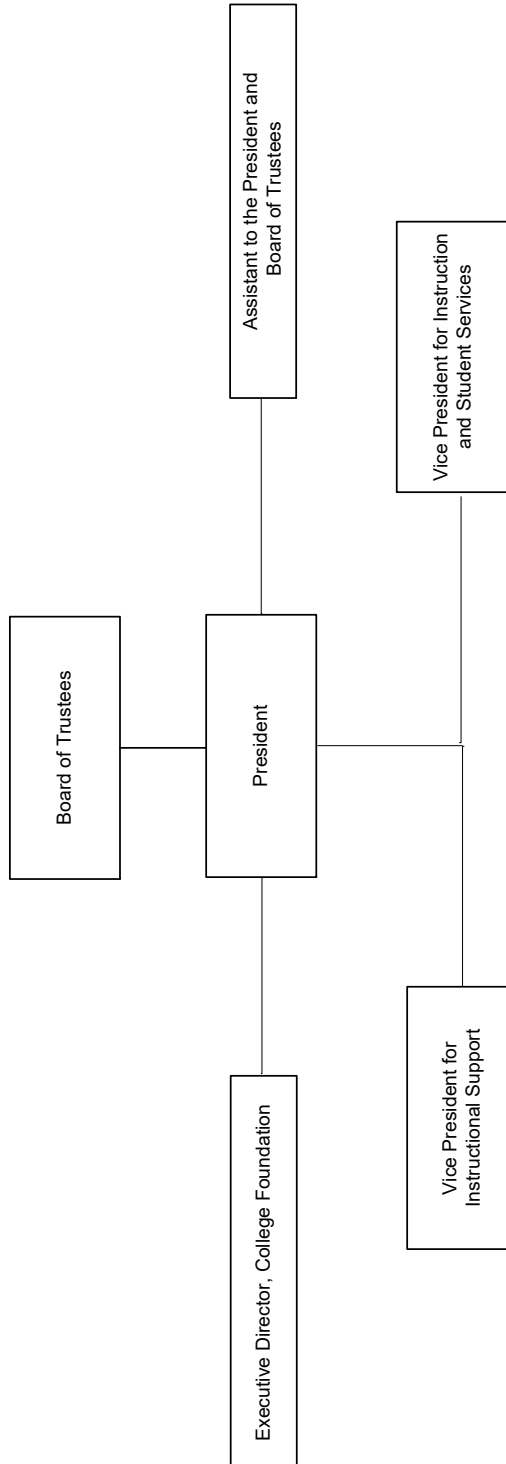 Board of Trustees
Executive Director, College Foundation
President
Assistant to the President and
Board of Trustees
Vice President for
Instructional Support
Vice President for Instruction
and Student Services